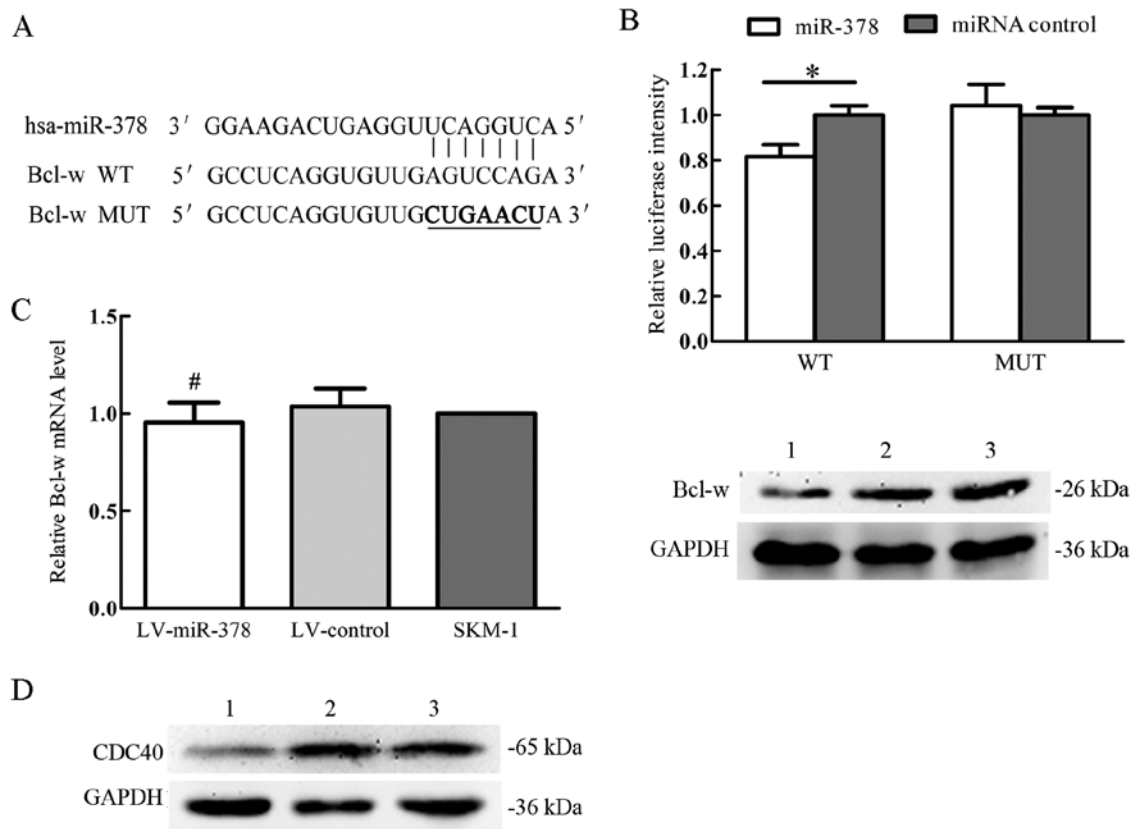 A
hsa-miR-378 3′ GGAAGACUGAGGUUCAGGUCA 5′
Bcl-w WT 5′ GCCUCAGGUGUUGAGUCCAGA 3′
Bcl-w MUT 5′ GCCUCAGGUGUUGCUGAACUA 3′
B
miR-378 miRNA control
Relative luciferase intensity
1.2
1.0
0.8
0.6
0.4
0.2
0.0
*
WT MUT
C
Relative Bcl-w mRNA level
1.5
1.0
0.5
0.0
#
LV-miR-378 LV-control SKM-1
1 2 3
Bcl-w -26 kDa
GAPDH -36 kDa
D
1 2 3
CDC40 -65 kDa
GAPDH -36 kDa